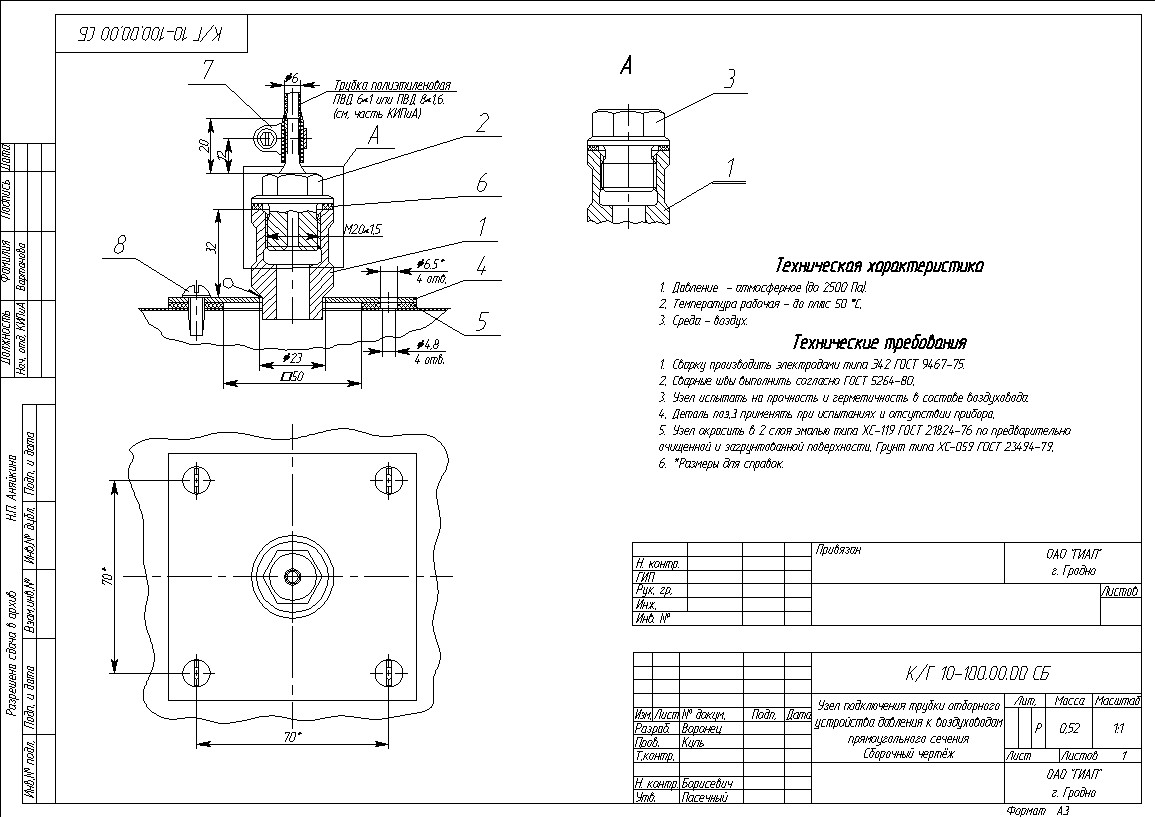 К/Г 10-100.00.00 СБ
7
⌀6
Трубка полиэтиленовая
ПВД 6х1 или ПВД 8х1,6.
(см. часть КИПиА)
А
2
20
12
6
М20х1,5
1
32
8
⌀6.5*
4 отв.
4
5
⌀4,8
4 отв.
⌀23
□50
70*
70*
А
3
1
Техническая характеристика
1. Давление - атмосферное (до 2500 Па).
2. Температура рабочая - до плюс 50 °С.
3. Среда - воздух.
Технические требования
1. Сварку производить электродами типа Э42 ГОСТ 9467-75.
2. Сварные швы выполнить согласно ГОСТ 5264-80.
3. Узел испытать на прочность и герметичность в составе воздуховода.
4. Деталь поз.3 применять при испытаниях и отсутствии прибора.
5. Узел окрасить в 2 слоя эмалью типа ХС-119 ГОСТ 21824-76 по предварительно
очищенной и загрунтованной поверхности. Грунт типа ХС-059 ГОСТ 23494-79.
6. *Размеры для справок.
Привязан
ОАО "ГИАП"
г. Гродно
Н. контр.
ГИП
Рук. гр.
Инж.
Инв. №
Листов
К/Г 10-100.00.00 СБ
Изм. Лист № докум. Подп. Дата
Разраб. Воронец
Пров. Куль
Т.контр.
Н. контр. Борисевич
Утв. Пасечный
Узел подключения трубки отборного
устройства давления к воздуховодам
прямоугольного сечения
Сборочный чертёж
Лит. Масса Масштаб
Р 0,52 1:1
Лист Листов 1
ОАО "ГИАП"
г. Гродно
Формат А3
Должность Фамилия Подпись Дата
Нач. отд. КИПиА Вартанова
Разрешена сдача в архив Н.П. Аняйкина
Инв.№ подл. Подп. и дата Взам.инв.№ Инв.№ дубл. Подп. и дата